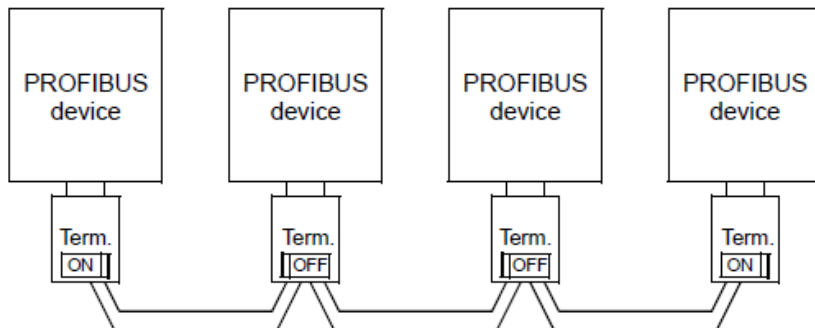 PROFIBUS
device
PROFIBUS
device
PROFIBUS
device
PROFIBUS
device
Term.
ON
Term.
OFF
Term.
OFF
Term.
ON